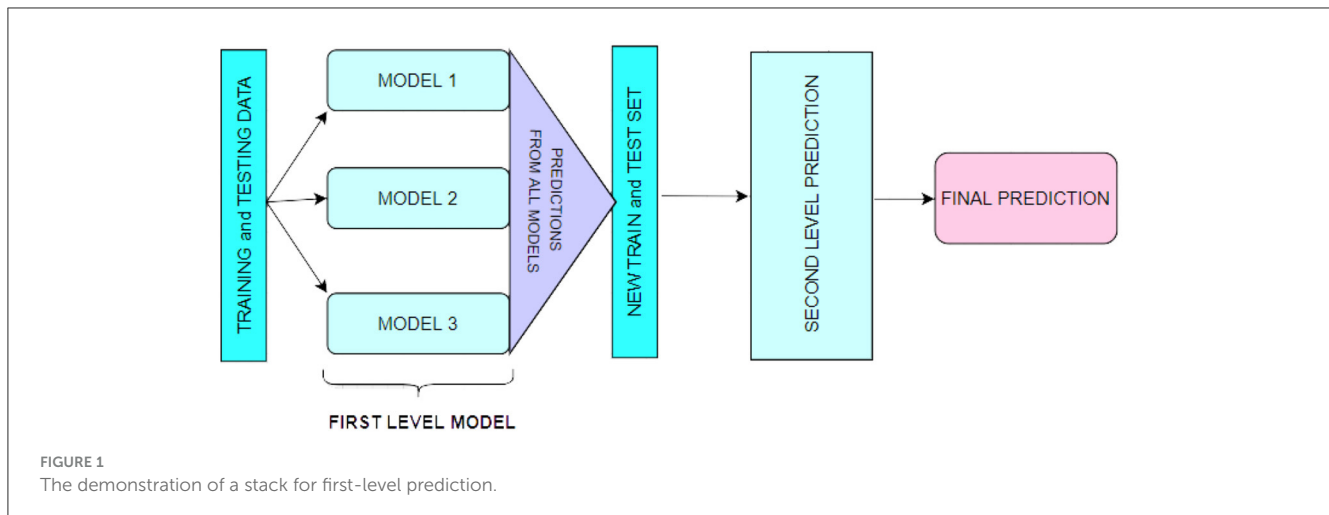 TRAINING and TESTING DATA
MODEL 1
MODEL 2
MODEL 3
FIRST LEVEL MODEL
PREDICTIONS
FROM ALL MODELS
NEW TRAIN and TEST SET
SECOND LEVEL PREDICTION
FINAL PREDICTION
FIGURE 1
The demonstration of a stack for first-level prediction.